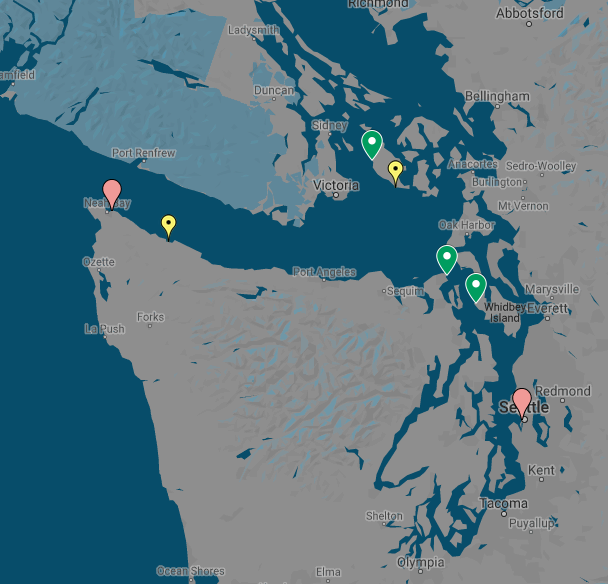 Richmond
Abbotsford
Ladysmith
Bellingham
Duncan
Sidney
Port Renfrew
Anacortes
Sedro-Woolley
Burlington
Victoria
Mt Vernon
Neah Bay
Oak Harbor
Ozette
Port Angeles
Sequim
Marysville
Whidbey
Island
Everett
Forks
La Push
Redmond
Seattle
Kent
Tacoma
Shelton
Puyallup
Olympia
Ocean Shores
Elma